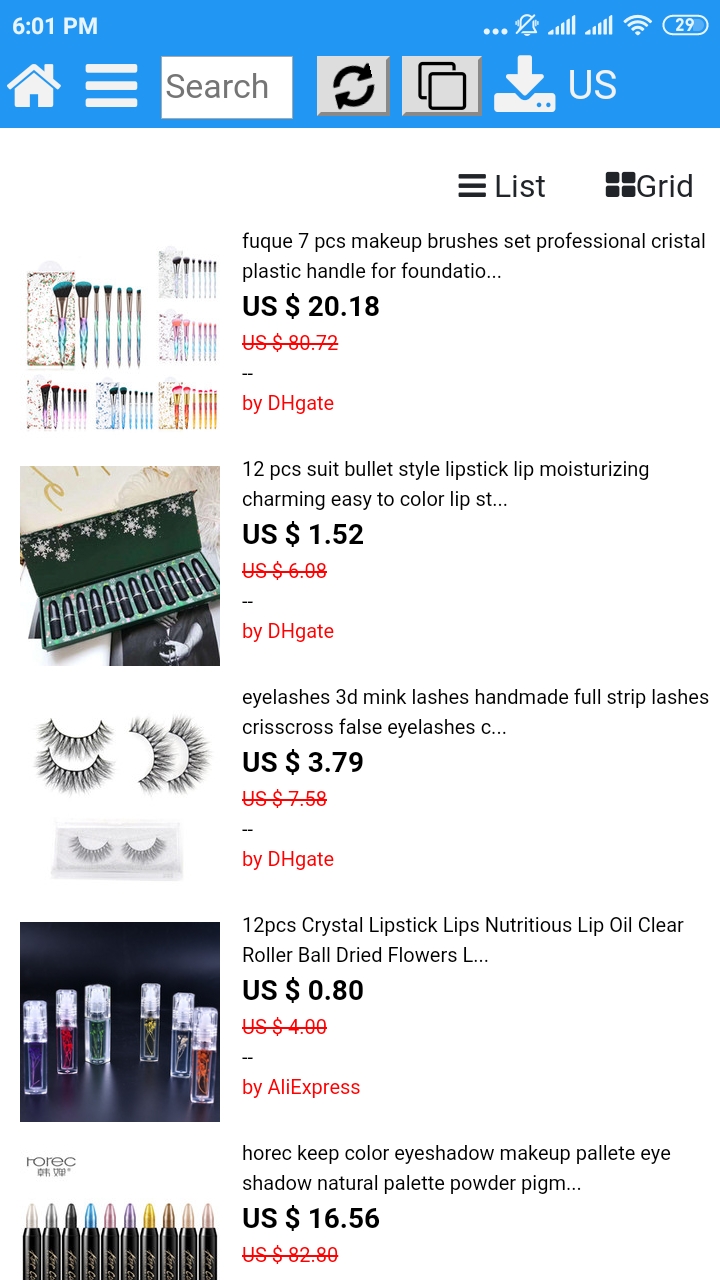 6:01 PM
29
Search
US
List
Grid
fuque 7 pcs makeup brushes set professional cristal
plastic handle for foundatio...
US $ 20.18
US $ 80.72
--
by DHgate
12 pcs suit bullet style lipstick lip moisturizing
charming easy to color lip st...
US $ 1.52
US $ 6.08
--
by DHgate
eyelashes 3d mink lashes handmade full strip lashes
crisscross false eyelashes c...
US $ 3.79
US $ 7.58
--
by DHgate
12pcs Crystal Lipstick Lips Nutritious Lip Oil Clear
Roller Ball Dried Flowers L...
US $ 0.80
US $ 4.00
--
by AliExpress
horec
horec keep color eyeshadow makeup pallete eye
shadow natural palette powder pigm...
US $ 16.56
US $ 82.80